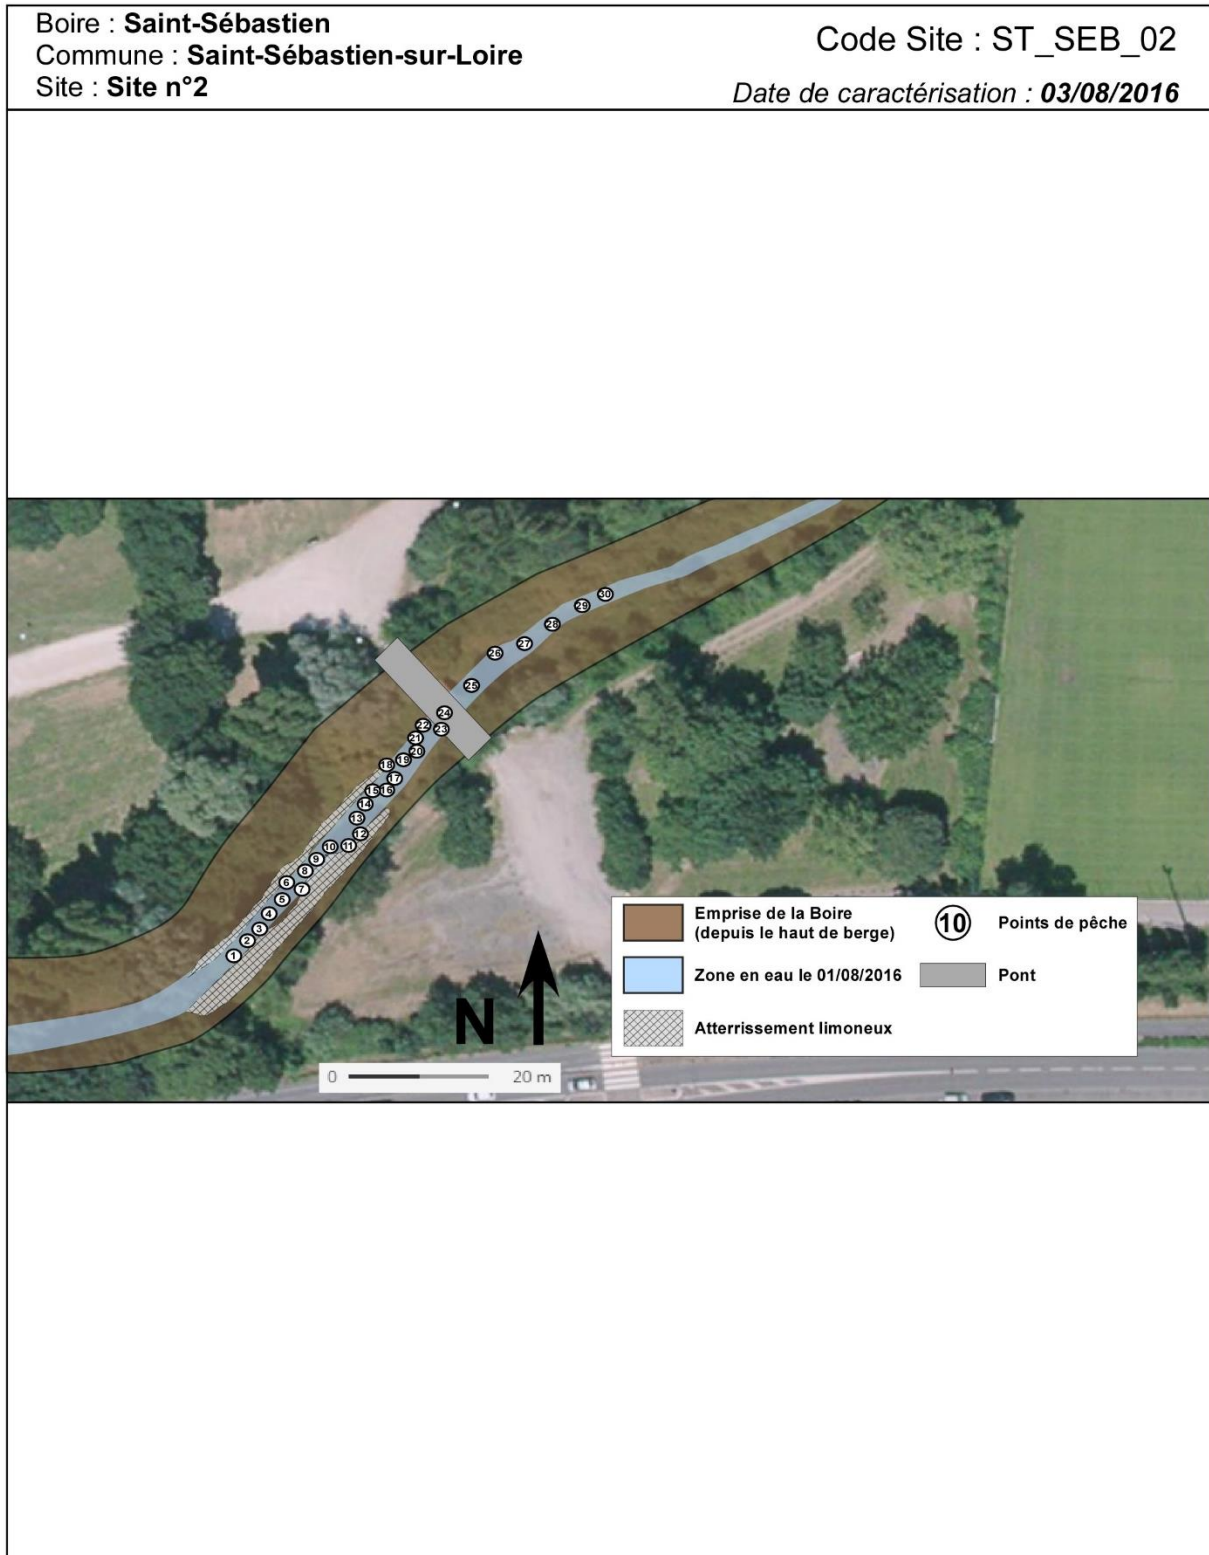 Boire : Saint-Sébastien
Commune : Saint-Sébastien-sur-Loire
Site : Site n°2
Code Site : ST_SEB_02
Date de caractérisation : 03/08/2016
30
29
28
27
26
25
24
22
23
21
20
19
18
17
15
16
14
13
12
10
11
9
8
6
7
5
4
3
2
1
Emprise de la Boire
(depuis le haut de berge)
10
Points de pêche
Zone en eau le 01/08/2016
Pont
Atterrissement limoneux
N
0
20 m